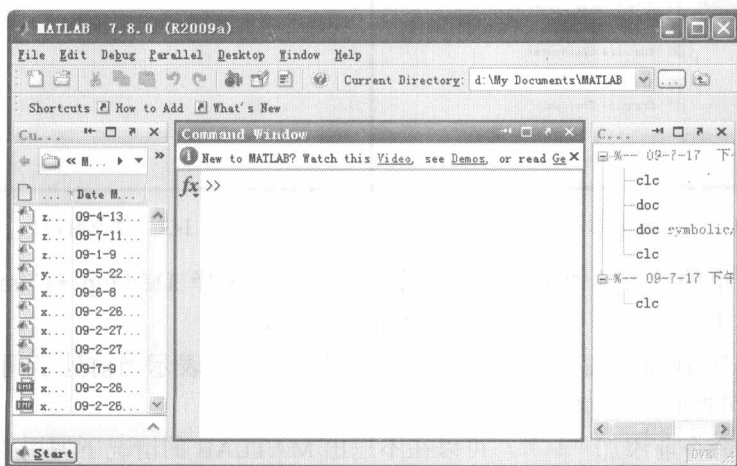 MATLAB 7.8.0 (R2009a)
File Edit Debug Parallel Desktop Window Help
Current Directory: d:\My Documents\MATLAB
Shortcuts How to Add What's New
Cu...
« M...
... Date M...
z... 09-4-13...
z... 09-7-11...
z... 09-1-9
y... 09-5-22
x... 09-6-8
x... 09-2-26...
x... 09-2-27...
x... 09-2-27...
x... 09-7-9
x... 09-2-26...
x... 09-2-26...
Command Window
New to MATLAB? Watch this Video, see Demos, or read Ge
fx >>
C...
%-- 09-7-17 下午
clc
doc
doc symbolic/
clc
%-- 09-7-17 下午
clc
Start
OVR